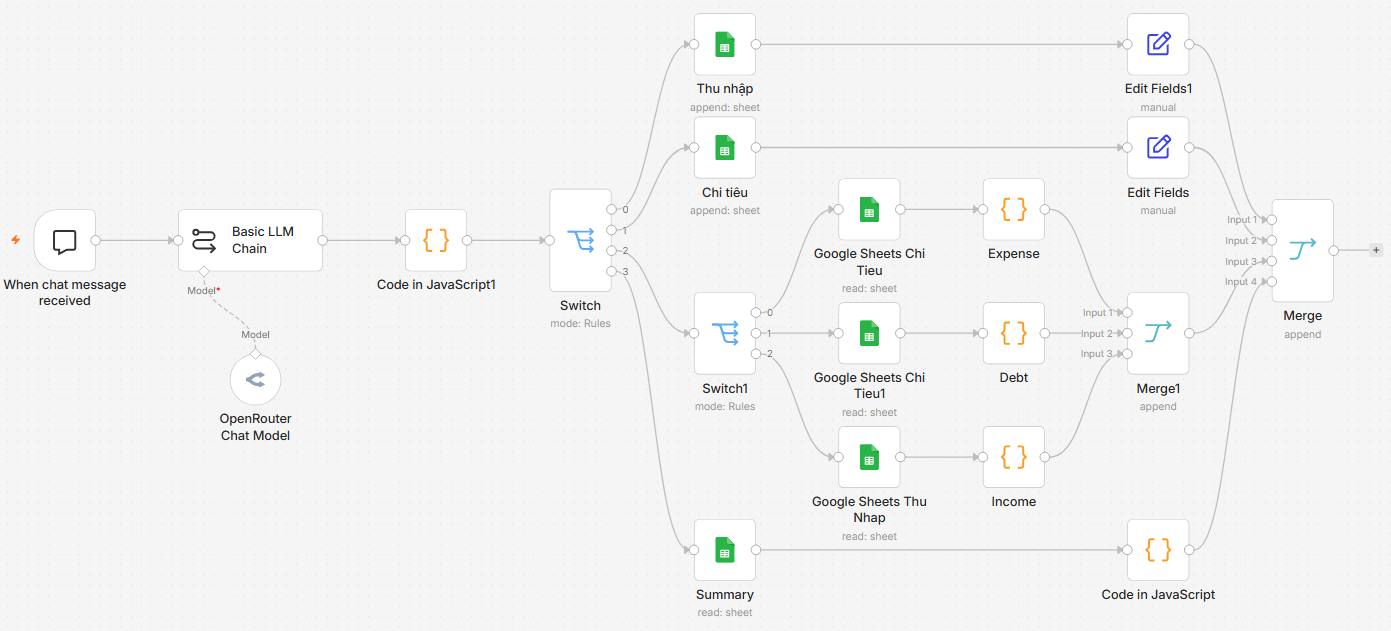 When chat message
received
Basic LLM
Chain
Model*
Model
OpenRouter
Chat Model
Code in JavaScript1
0
1
2
3
Switch
mode: Rules
Thu nhập
append: sheet
Chi tiêu
append: sheet
0
1
2
Switch1
mode: Rules
Google Sheets Chi
Tieu
read: sheet
Google Sheets Chi
Tieu1
read: sheet
Google Sheets Thu
Nhap
read: sheet
Summary
read: sheet
Expense
Debt
Income
Edit Fields1
manual
Edit Fields
manual
Input 1
Input 2
Input 3
Merge1
append
Code in JavaScript
Input 1
Input 2
Input 3
Input 4
Merge
append